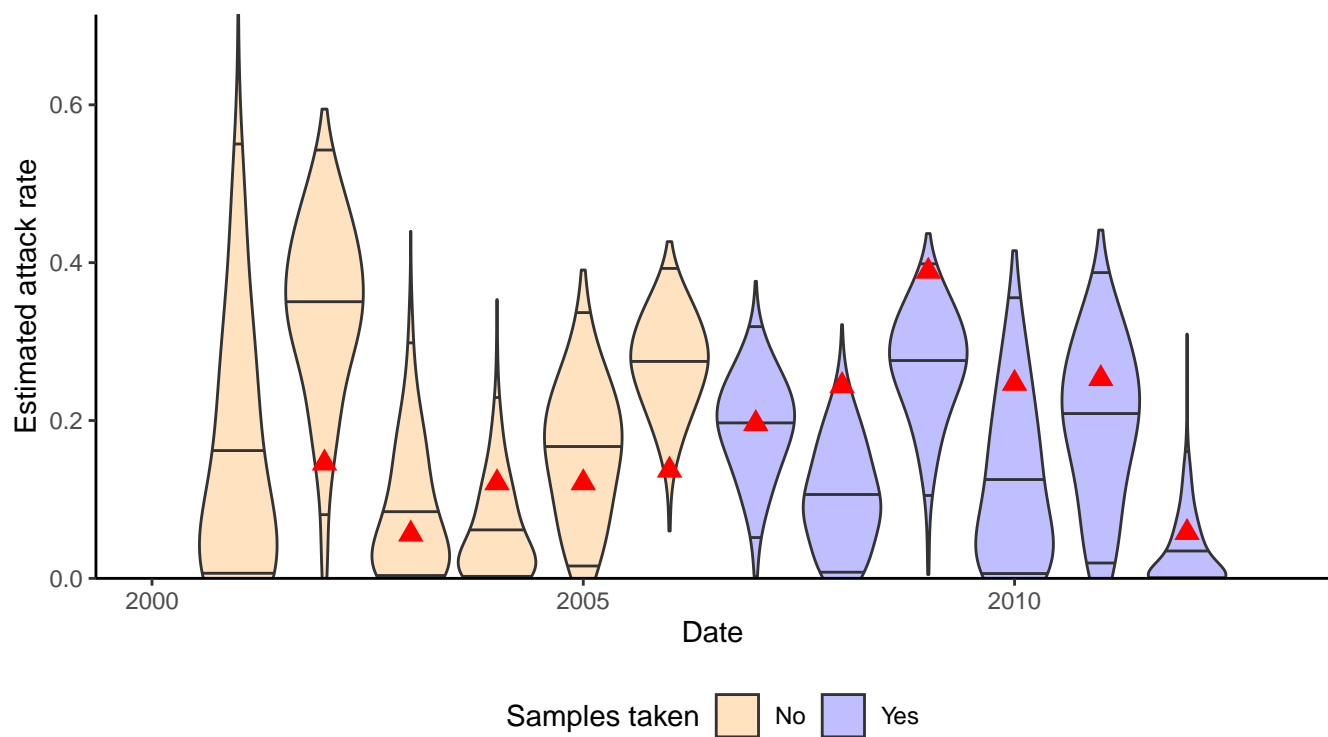 Estimated attack rate
0.6
0.4
0.2
0.0
2000 2005 2010
Date
Samples taken No Yes